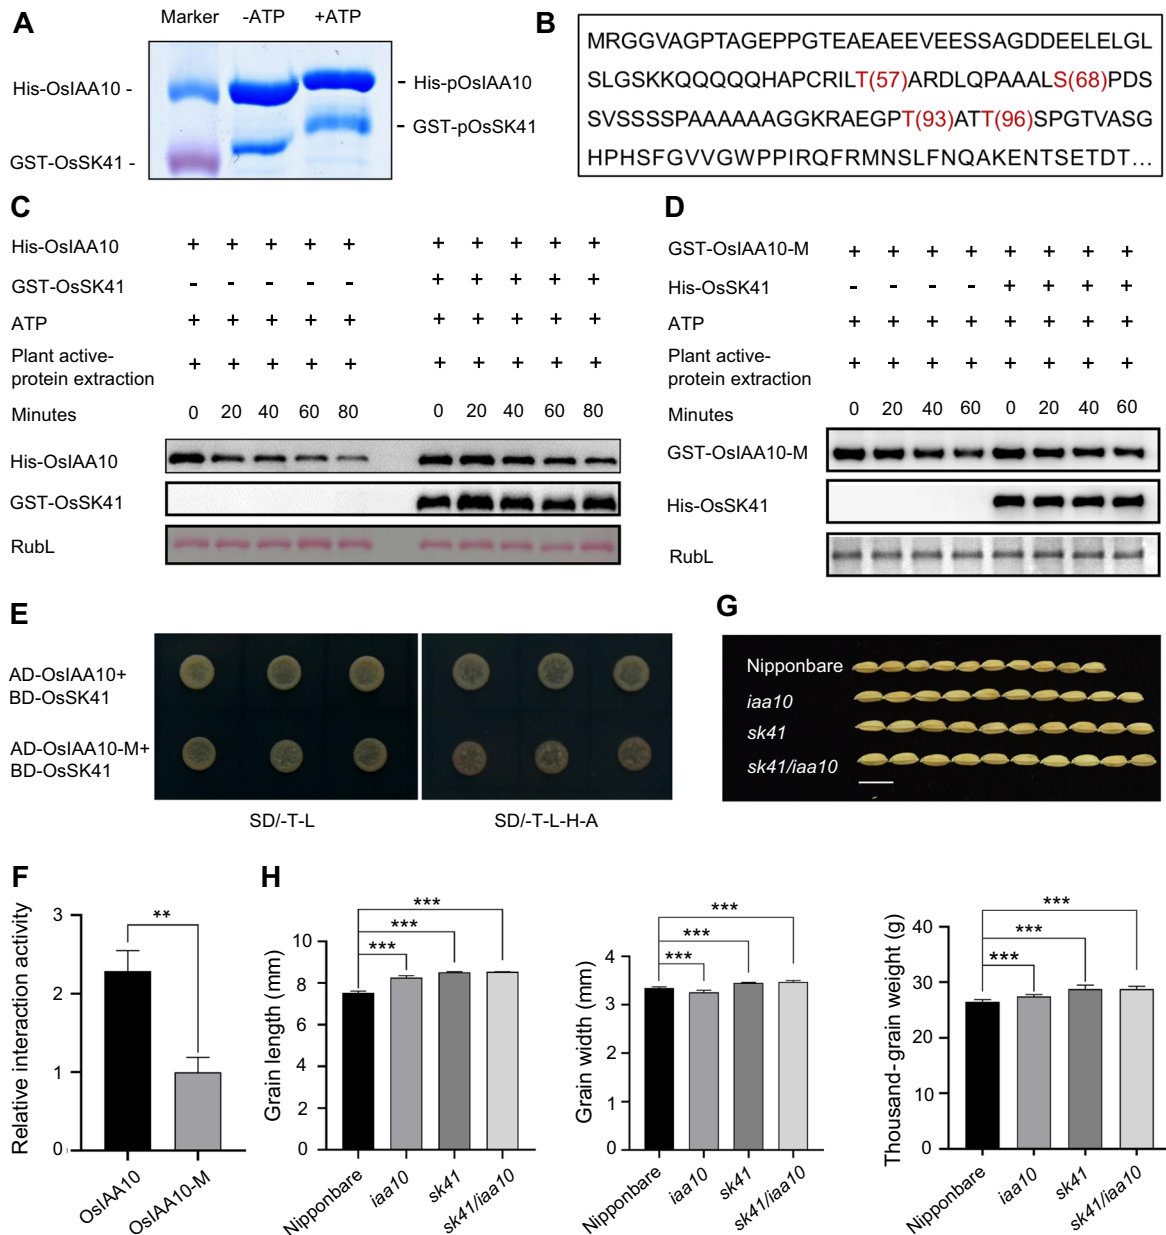 A
Marker -ATP +ATP
His-OsIAA10 -
GST-OsSK41 -
- His-pOsIAA10
- GST-pOsSK41
B
MRGGVAGPTAGEPPGTEAEAEEVEESSAGDDEELELGL
SLGSKKQQQQQHAPCRILT(57)ARDLQPAAALS(68)PDS
SVSSSSPAAAAAAGGKRAEGPT(93)ATT(96)SPGTVASG
HPHSFGVVGWPPIRQFRMNSLFNQAKENTSETDT...
C
His-OsIAA10 + + + + + + + + + +
GST-OsSK41 - - - - - + + + + +
ATP + + + + + + + + + +
Plant active-
protein extraction + + + + + + + + + +
Minutes 0 20 40 60 80 0 20 40 60 80
His-OsIAA10
GST-OsSK41
RubL
D
GST-OsIAA10-M + + + + + + + +
His-OsSK41 - - - - + + + +
ATP + + + + + + + +
Plant active-
protein extraction + + + + + + + +
Minutes 0 20 40 60 0 20 40 60
GST-OsIAA10-M
His-OsSK41
RubL
E
AD-OsIAA10+
BD-OsSK41
AD-OsIAA10-M+
BD-OsSK41
SD/-T-L SD/-T-L-H-A
G
Nipponbare
iaa10
sk41
sk41/iaa10
F
Relative interaction activity
3
2
1
0
**
OsIAA10
OsIAA10-M
H
Grain length (mm)
10
8
6
4
2
0
***
***
***
Nipponbare
iaa10
sk41
sk41/iaa10
Grain width (mm)
4
3
3
1
0
***
***
***
Nipponbare
iaa10
sk41
sk41/iaa10
Thousand-grain weight (g)
40
30
20
10
0
***
***
***
Nipponbare
iaa10
sk41
sk41/iaa10